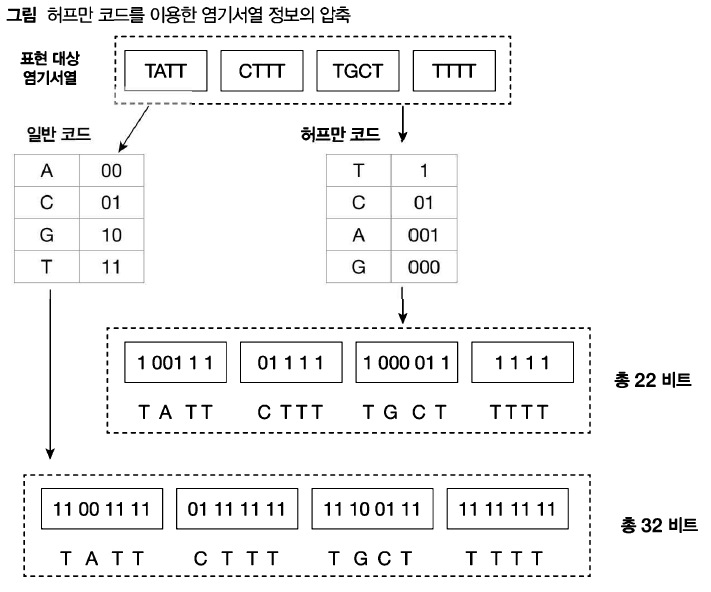 그림 허프만 코드를 이용한 염기서열 정보의 압축
표현 대상
염기서열
TATT CTTT TGCT TTTT
일반 코드
A 00
C 01
G 10
T 11
허프만 코드
T 1
C 01
A 001
G 000
1 001 1 1 01 1 1 1 1 000 01 1 1 1 1 1
T A TT C TTT T G C T TTTT
총 22 비트
11 00 11 11 01 11 11 11 11 10 01 11 11 11 11 11
T A T T C T T T T G C T T T T T
총 32 비트